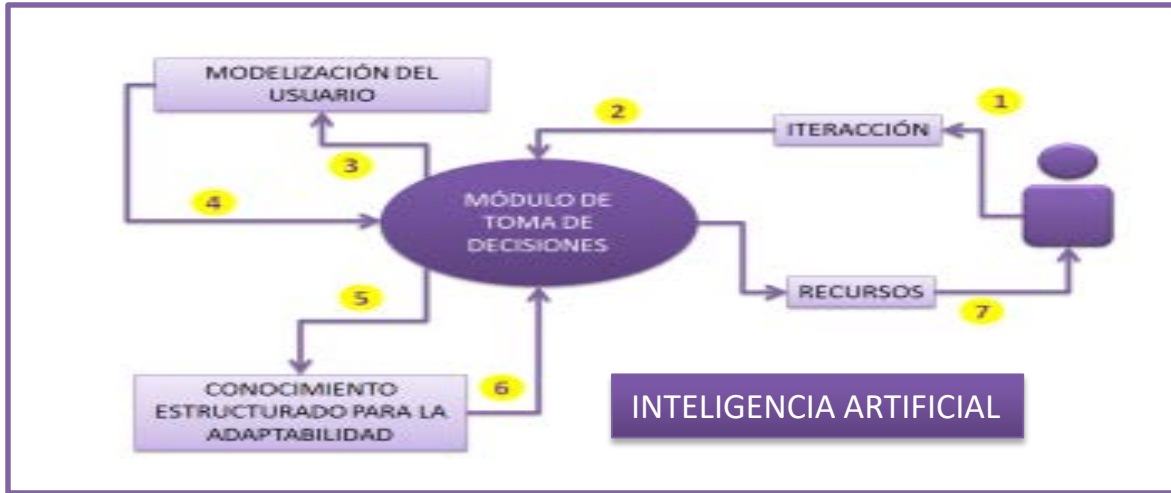 MODELIZACIÓN DEL
USUARIO
1
2
ITERACCIÓN
3
4
MÓDULO DE
TOMA DE
DECISIONES
5
RECURSOS
7
6
CONOCIMIENTO
ESTRUCTURADO PARA LA
ADAPTABILIDAD
INTELIGENCIA ARTIFICIAL